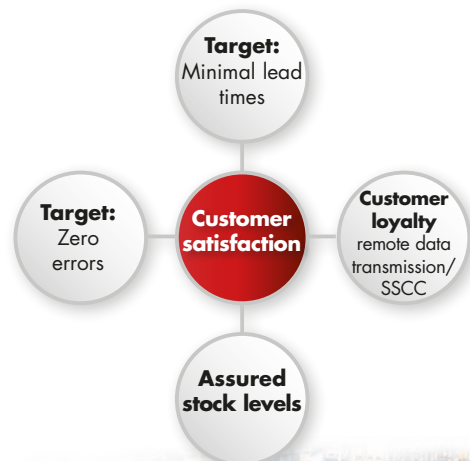 Target:
Minimal lead
times
Target:
Zero
errors
Customer
satisfaction
Customer
loyalty
remote data
transmission/
SSCC
Assured
stock levels